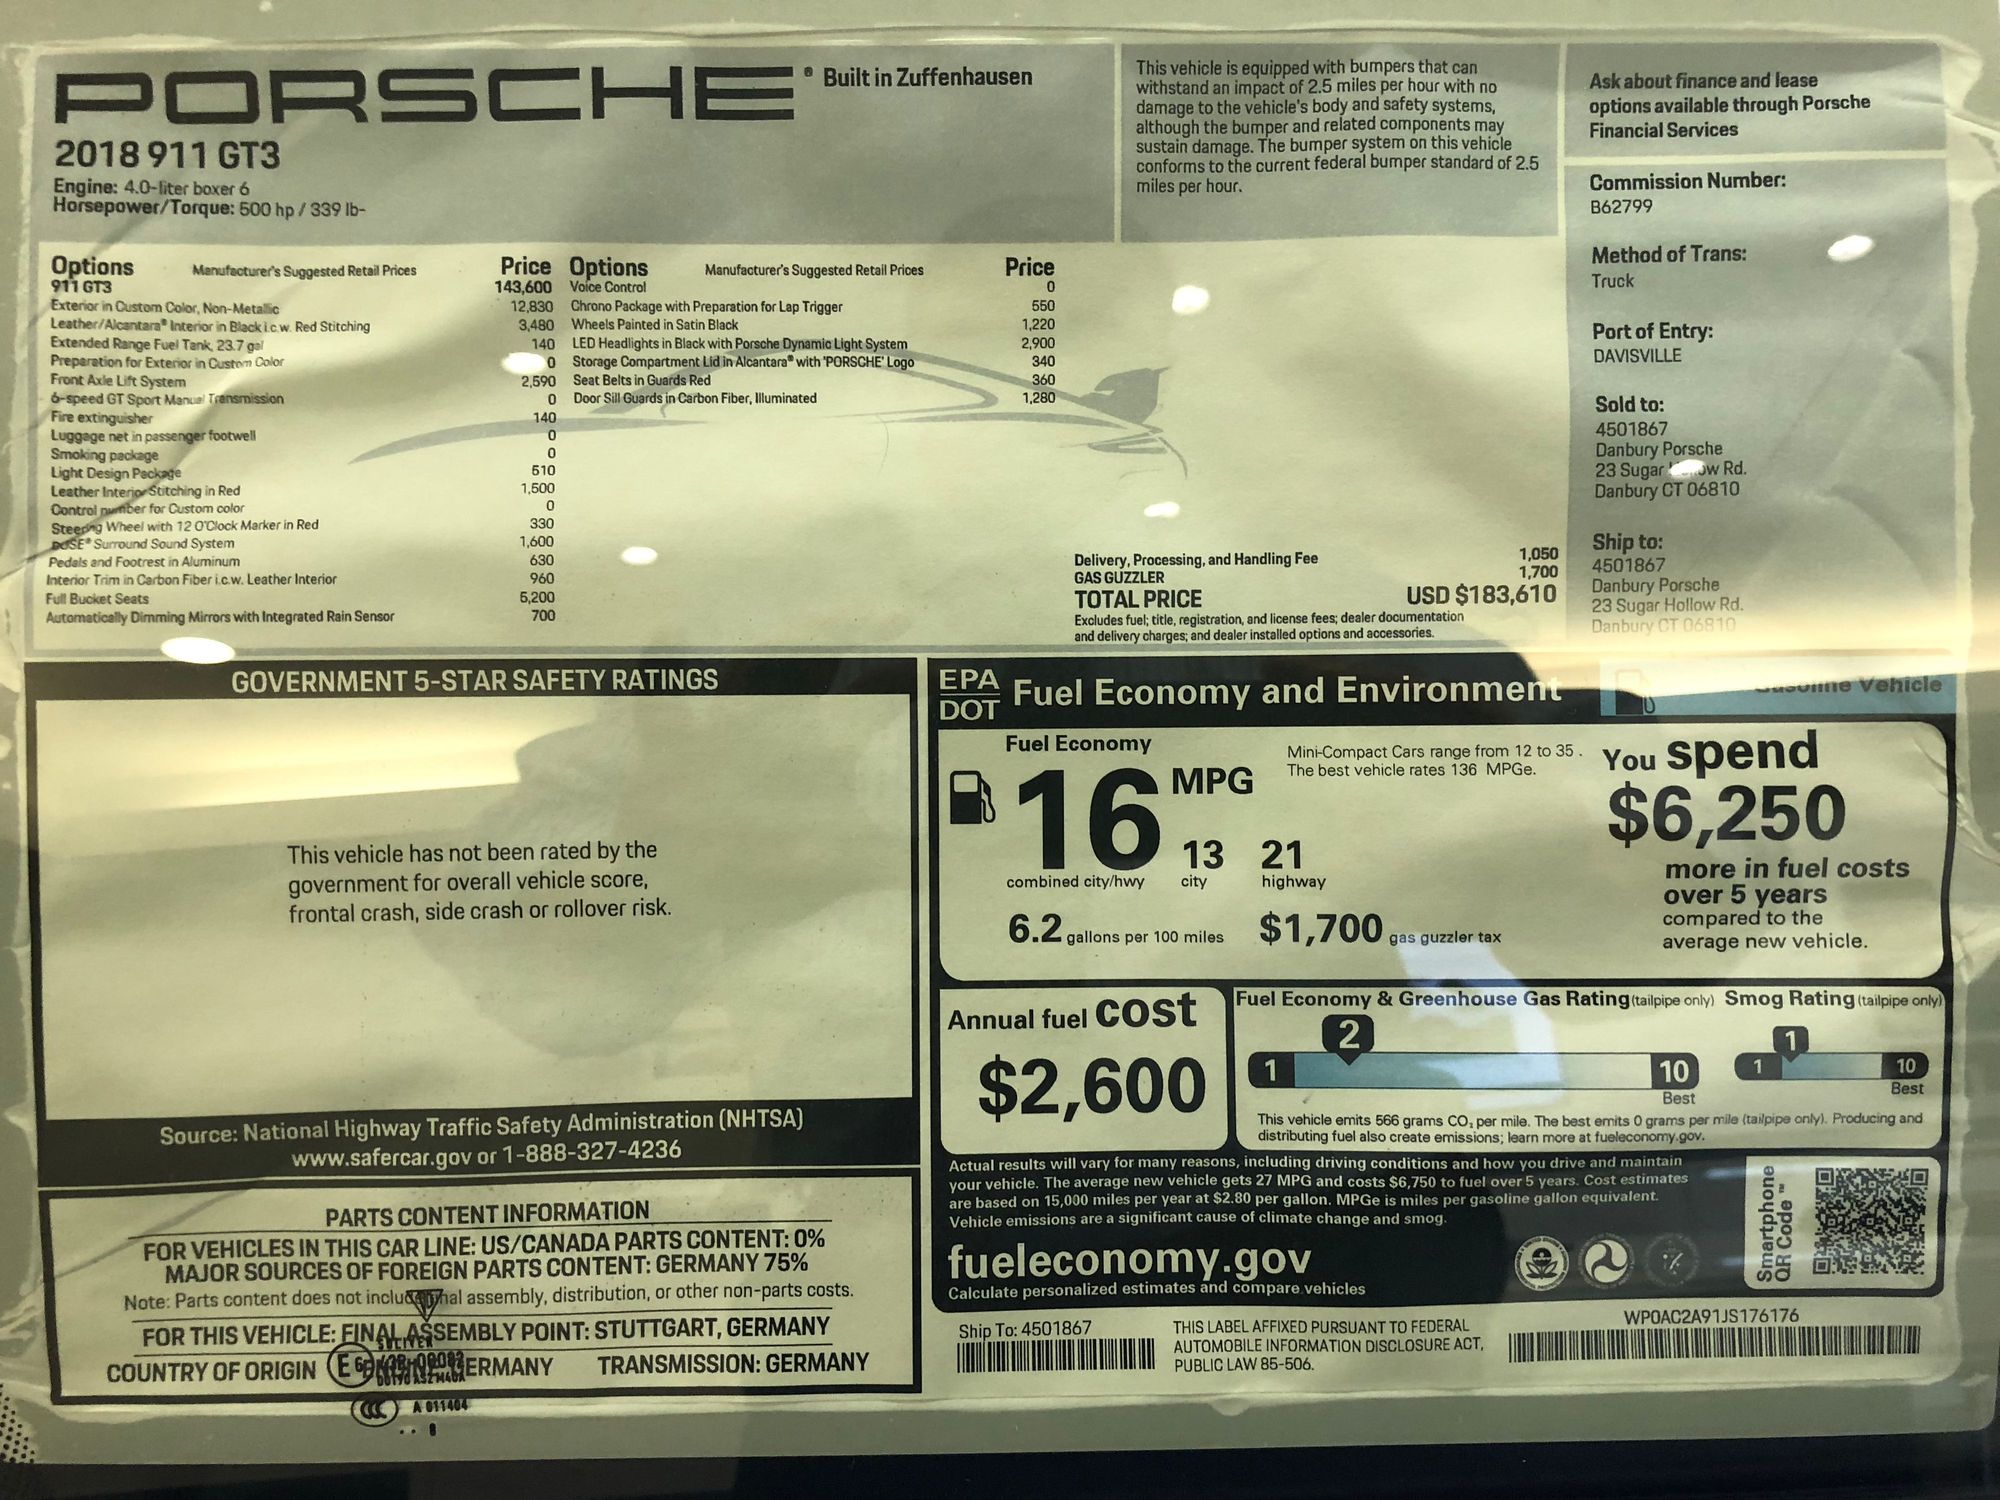 PORSCHE® Built in Zuffenhausen
2018 911 GT3
Engine: 4.0-liter boxer 6
Horsepower/Torque: 500 hp / 339 lb-
This vehicle is equipped with bumpers that can
withstand an impact of 2.5 miles per hour with no
damage to the vehicle's body and safety systems,
although the bumper and related components may
sustain damage. The bumper system on this vehicle
conforms to the current federal bumper standard of 2.5
miles per hour.
Ask about finance and lease
options available through Porsche
Financial Services
Commission Number:
B62799
Method of Trans:
Truck
Port of Entry:
DAVISVILLE
Sold to:
4501867
Danbury Porsche
23 Sugar Rd.
Danbury CT 06810
Ship to:
4501867
Danbury Porsche
23 Sugar Hollow Rd.
Danbury CT 06810
Options Manufacturer's Suggested Retail Prices Price
911 GT3 143,600
Exterior in Custom Color, Non-Metallic 12,830
Leather/Alcantara® Interior in Black i.c.w. Red Stitching 3,480
Extended Range Fuel Tank, 23.7 gal 140
Preparation for Exterior in Custom Color 0
Front Axle Lift System 2,590
6-speed GT Sport Manual Transmission 0
Fire extinguisher 140
Luggage net in passenger footwell 0
Smoking package 0
Light Design Package 510
Leather Interior Stitching in Red 1,500
Control number for Custom color 0
Steering Wheel with 12 O'Clock Marker in Red 330
BOSE® Surround Sound System 1,600
Pedals and Footrest in Aluminum 630
Interior Trim in Carbon Fiber i.c.w. Leather Interior 960
Full Bucket Seats 5,200
Automatically Dimming Mirrors with Integrated Rain Sensor 700
Options Manufacturer's Suggested Retail Prices Price
Voice Control 0
Chrono Package with Preparation for Lap Trigger 550
Wheels Painted in Satin Black 1,220
LED Headlights in Black with Porsche Dynamic Light System 2,900
Storage Compartment Lid in Alcantara® with 'PORSCHE' Logo 340
Seat Belts in Guards Red 360
Door Sill Guards in Carbon Fiber, Illuminated 1,280
Delivery, Processing, and Handling Fee 1,050
GAS GUZZLER 1,700
TOTAL PRICE USD $183,610
Excludes fuel; title, registration, and license fees; dealer documentation
and delivery charges; and dealer installed options and accessories.
GOVERNMENT 5-STAR SAFETY RATINGS
This vehicle has not been rated by the
government for overall vehicle score,
frontal crash, side crash or rollover risk.
Source: National Highway Traffic Safety Administration (NHTSA)
www.safercar.gov or 1-888-327-4236
PARTS CONTENT INFORMATION
FOR VEHICLES IN THIS CAR LINE: US/CANADA PARTS CONTENT: 0%
MAJOR SOURCES OF FOREIGN PARTS CONTENT: GERMANY 75%
Note: Parts content does not include final assembly, distribution, or other non-parts costs.
FOR THIS VEHICLE: FINAL ASSEMBLY POINT: STUTTGART, GERMANY
COUNTRY OF ORIGIN GERMANY TRANSMISSION: GERMANY
CCC A 011404
EPA
DOT
Fuel Economy and Environment
Gasoline Vehicle
Fuel Economy
16 MPG
combined city/hwy
13
city
21
highway
6.2 gallons per 100 miles
$1,700 gas guzzler tax
Mini-Compact Cars range from 12 to 35 .
The best vehicle rates 136 MPGe.
You spend
$6,250
more in fuel costs
over 5 years
compared to the
average new vehicle.
Annual fuel cost
$2,600
Fuel Economy & Greenhouse Gas Rating (tailpipe only)
2
1 10
Best
Smog Rating (tailpipe only)
1
1 10
Best
This vehicle emits 566 grams CO₂ per mile. The best emits 0 grams per mile (tailpipe only). Producing and
distributing fuel also create emissions; learn more at fueleconomy.gov.
Actual results will vary for many reasons, including driving conditions and how you drive and maintain
your vehicle. The average new vehicle gets 27 MPG and costs $6,750 to fuel over 5 years. Cost estimates
are based on 15,000 miles per year at $2.80 per gallon. MPGe is miles per gasoline gallon equivalent.
Vehicle emissions are a significant cause of climate change and smog.
fueleconomy.gov
Calculate personalized estimates and compare vehicles
Smartphone
QR Code™
Ship To: 4501867
THIS LABEL AFFIXED PURSUANT TO FEDERAL
AUTOMOBILE INFORMATION DISCLOSURE ACT,
PUBLIC LAW 85-506.
WP0AC2A91JS176176